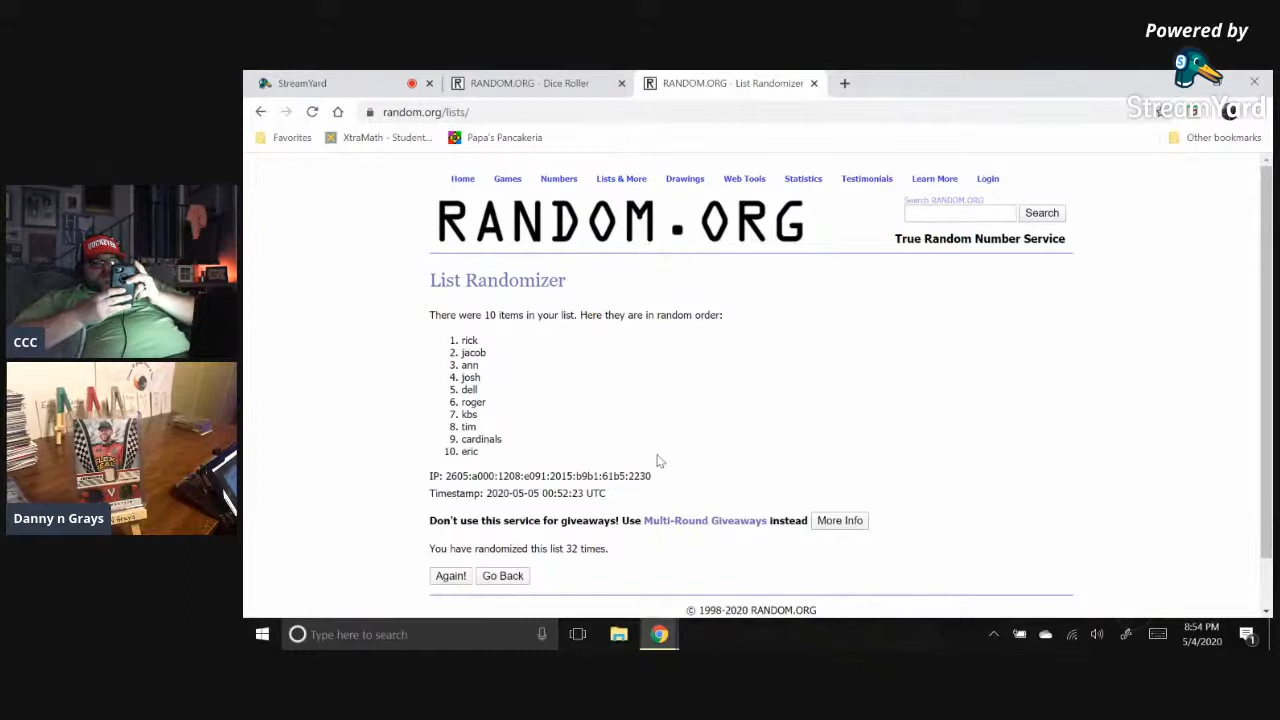 Powered by
StreamYard
StreamYard
RANDOM.ORG - Dice Roller
RANDOM.ORG - List Randomizer
random.org/lists/
Favorites
XtraMath - Student...
Papa's Pancakeria
Other bookmarks
Home Games Numbers Lists & More Drawings Web Tools Statistics Testimonials Learn More Login
RANDOM.ORG
Search RANDOM.ORG
Search
True Random Number Service
List Randomizer
There were 10 items in your list. Here they are in random order:
1. rick
2. jacob
3. ann
4. josh
5. dell
6. roger
7. kbs
8. tim
9. cardinals
10. eric
IP: 2605:a000:1208:e091:2015:b9b1:61b5:2230
Timestamp: 2020-05-05 00:52:23 UTC
Don't use this service for giveaways! Use Multi-Round Giveaways instead More Info
You have randomized this list 32 times.
Again! Go Back
© 1998-2020 RANDOM.ORG
Type here to search
8:54 PM
5/4/2020
1
CCC
Danny n Grays